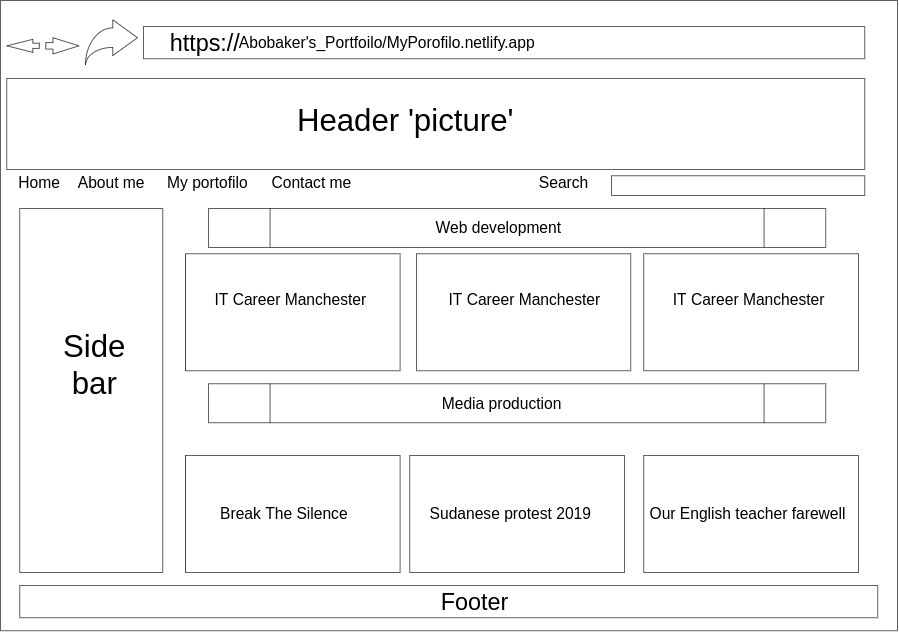 https://Abobaker's_Portfoilo/MyPorofilo.netlify.app
Header 'picture'
Home About me My portofilo Contact me Search
Web development
IT Career Manchester IT Career Manchester IT Career Manchester
Side
bar
Media production
Break The Silence Sudanese protest 2019 Our English teacher farewell
Footer